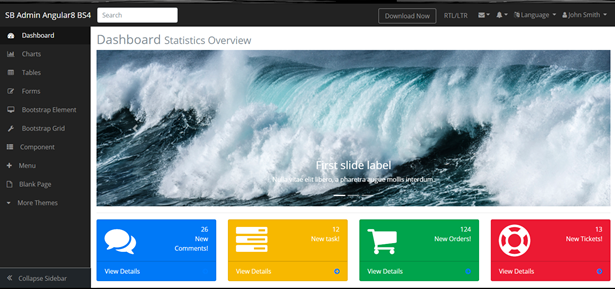 SB Admin Angular8 BS4
Search
Download Now
RTL/LTR
Language
John Smith
Dashboard
Charts
Tables
Forms
Bootstrap Element
Bootstrap Grid
Component
Menu
Blank Page
More Themes
Collapse Sidebar
Dashboard Statistics Overview
First slide label
Nulla vitae elit libero, a pharetra augue mollis interdum.
26
New
Comments!
View Details
12
New task!
View Details
124
New Orders!
View Details
13
New Tickets!
View Details